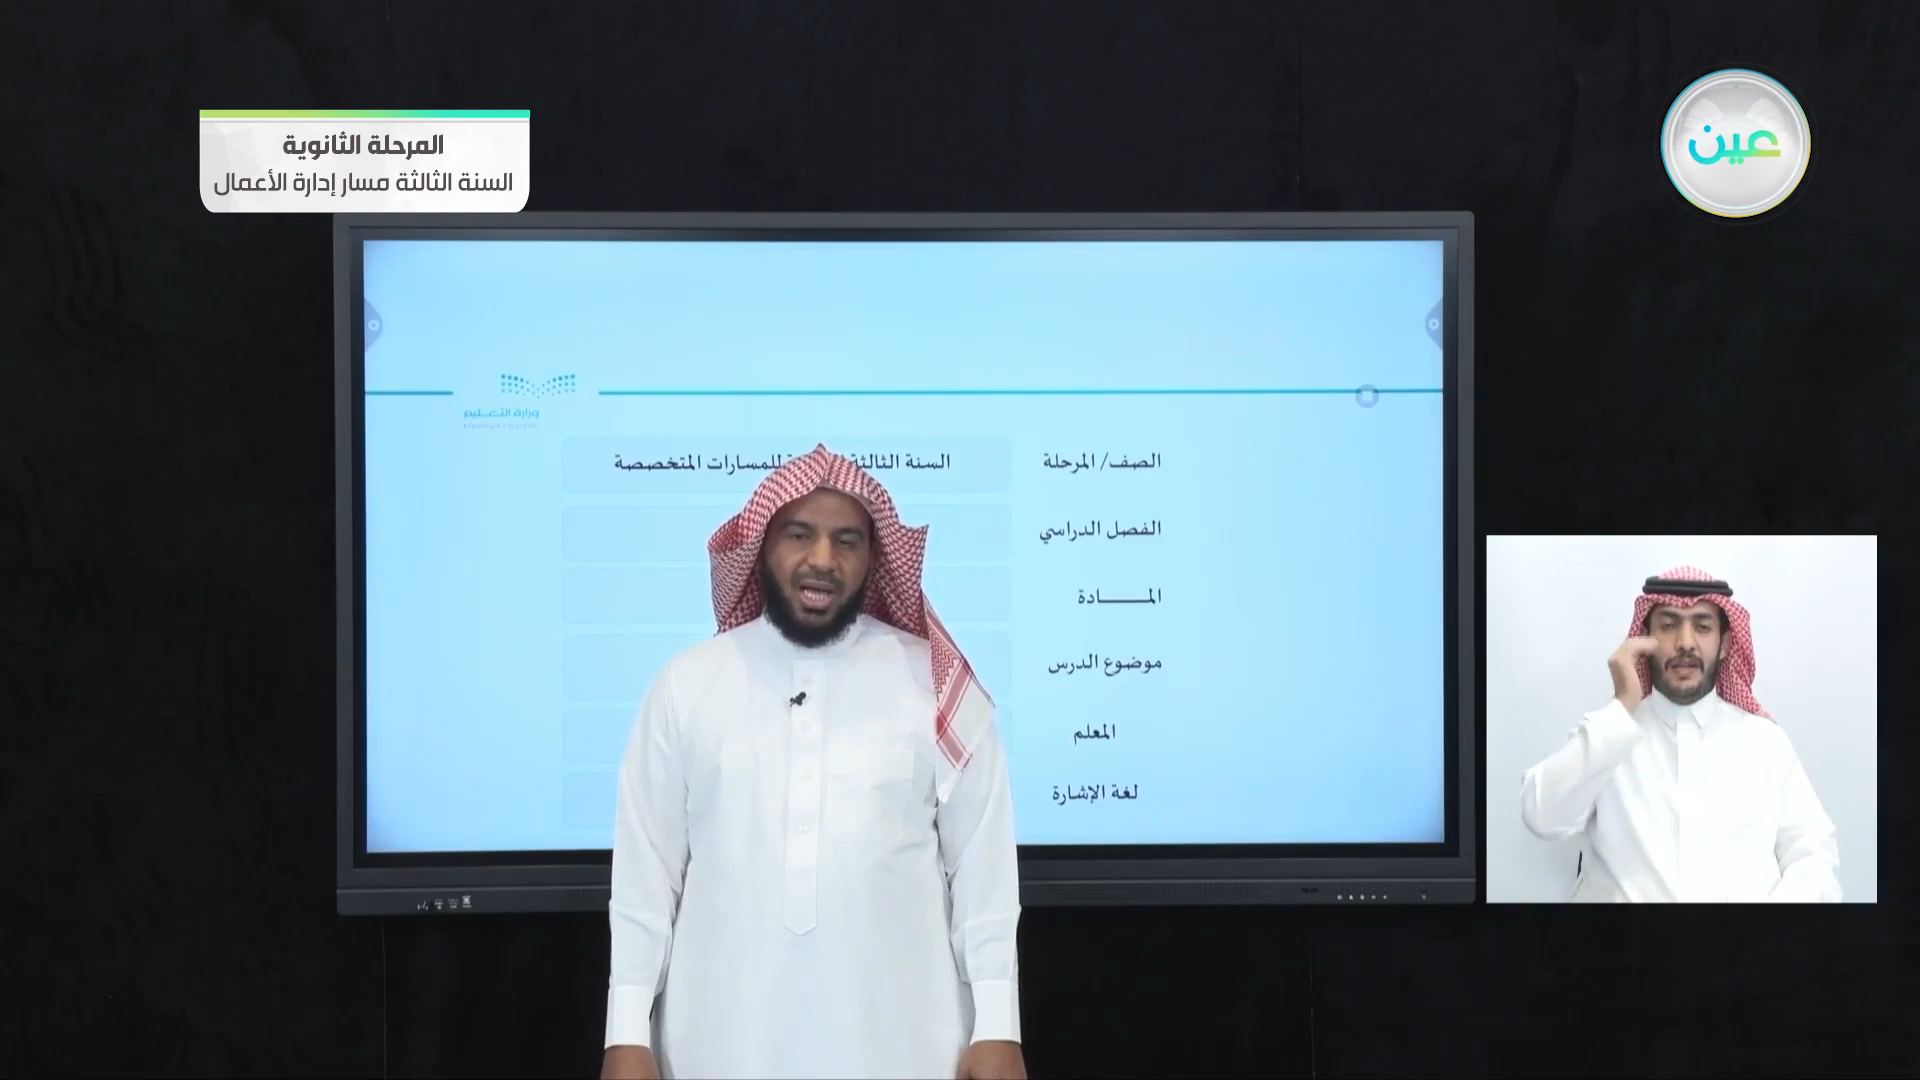 المرحلة الثانوية
السنة الثالثة مسار إدارة الأعمال
عين
وزارة التعليم
الصف/ المرحلة
السنة الثالثة للمسارات المتخصصة
الفصل الدراسي
المـــــادة
موضوع الدرس
المعلم
لغة الإشارة